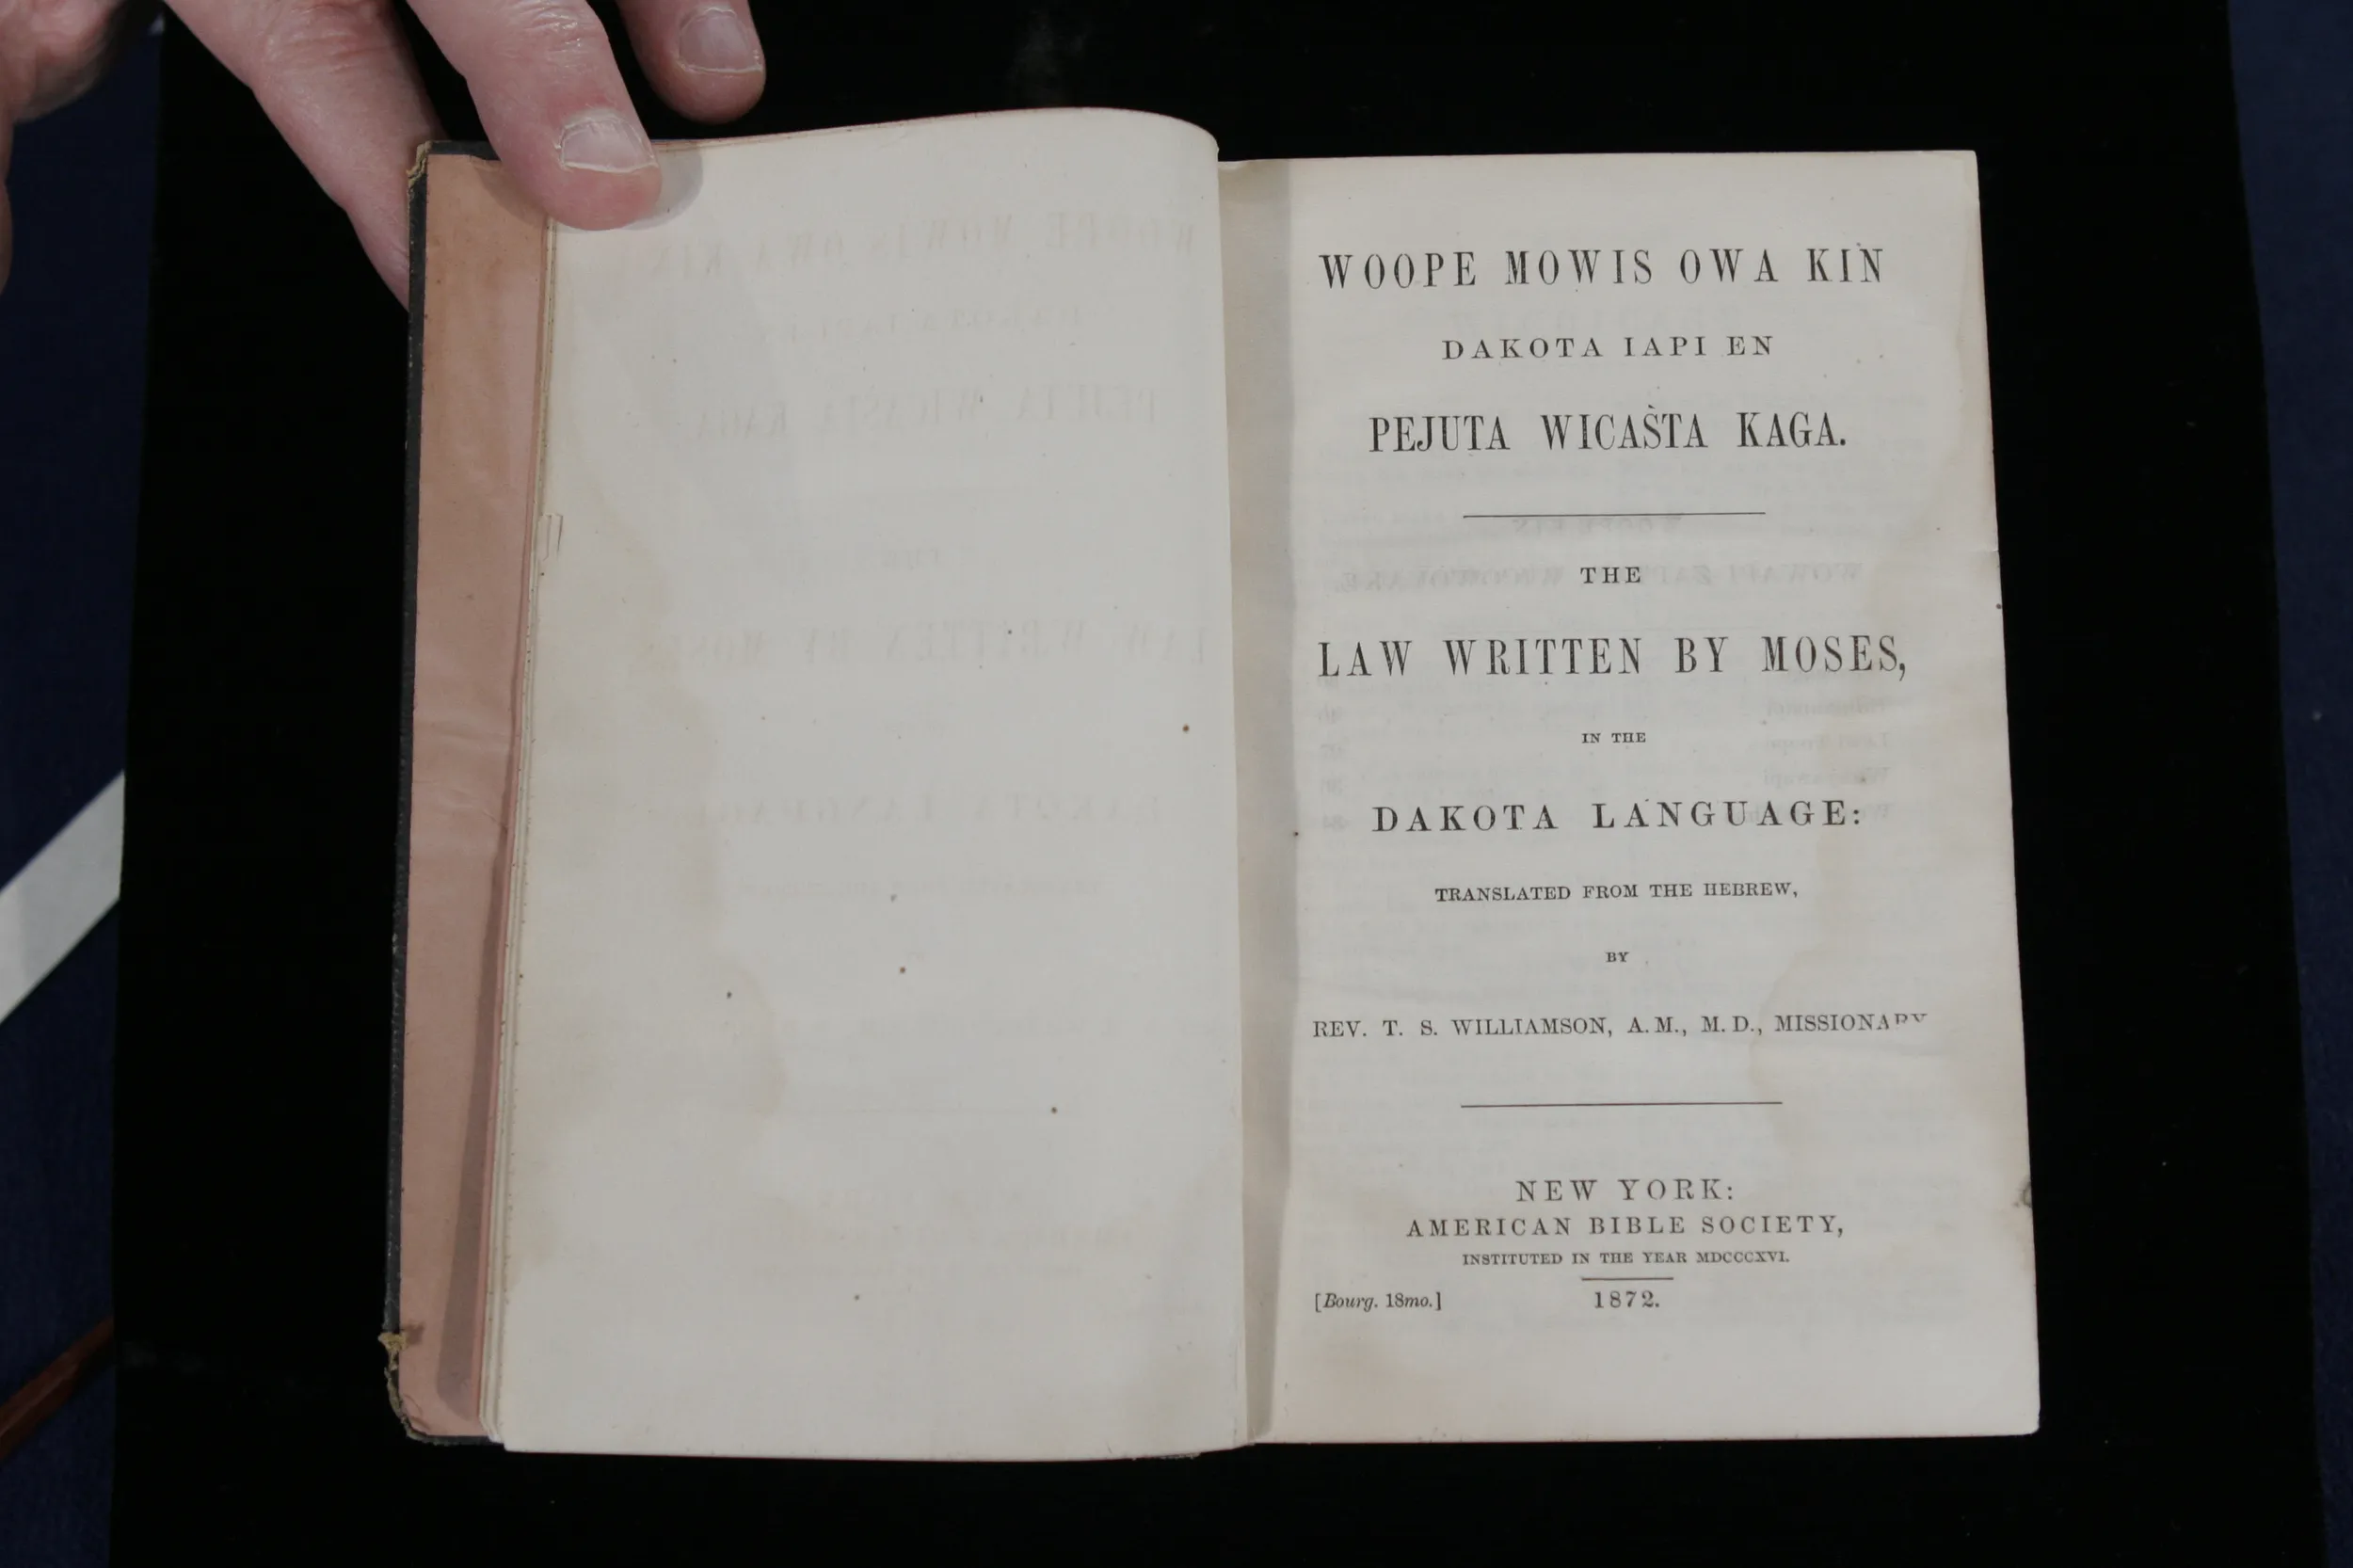 WOOPE MOWIS OWA KIN
DAKOTA IAPI EN
PEJUTA WICAṠTA KAGA.
THE
LAW WRITTEN BY MOSES,
IN THE
DAKOTA LANGUAGE:
TRANSLATED FROM THE HEBREW,
BY
REV. T. S. WILLIAMSON, A.M., M.D., MISSIONARY
NEW YORK:
AMERICAN BIBLE SOCIETY,
INSTITUTED IN THE YEAR MDCCCXVI.
[Bourg. 18mo.] 1872.